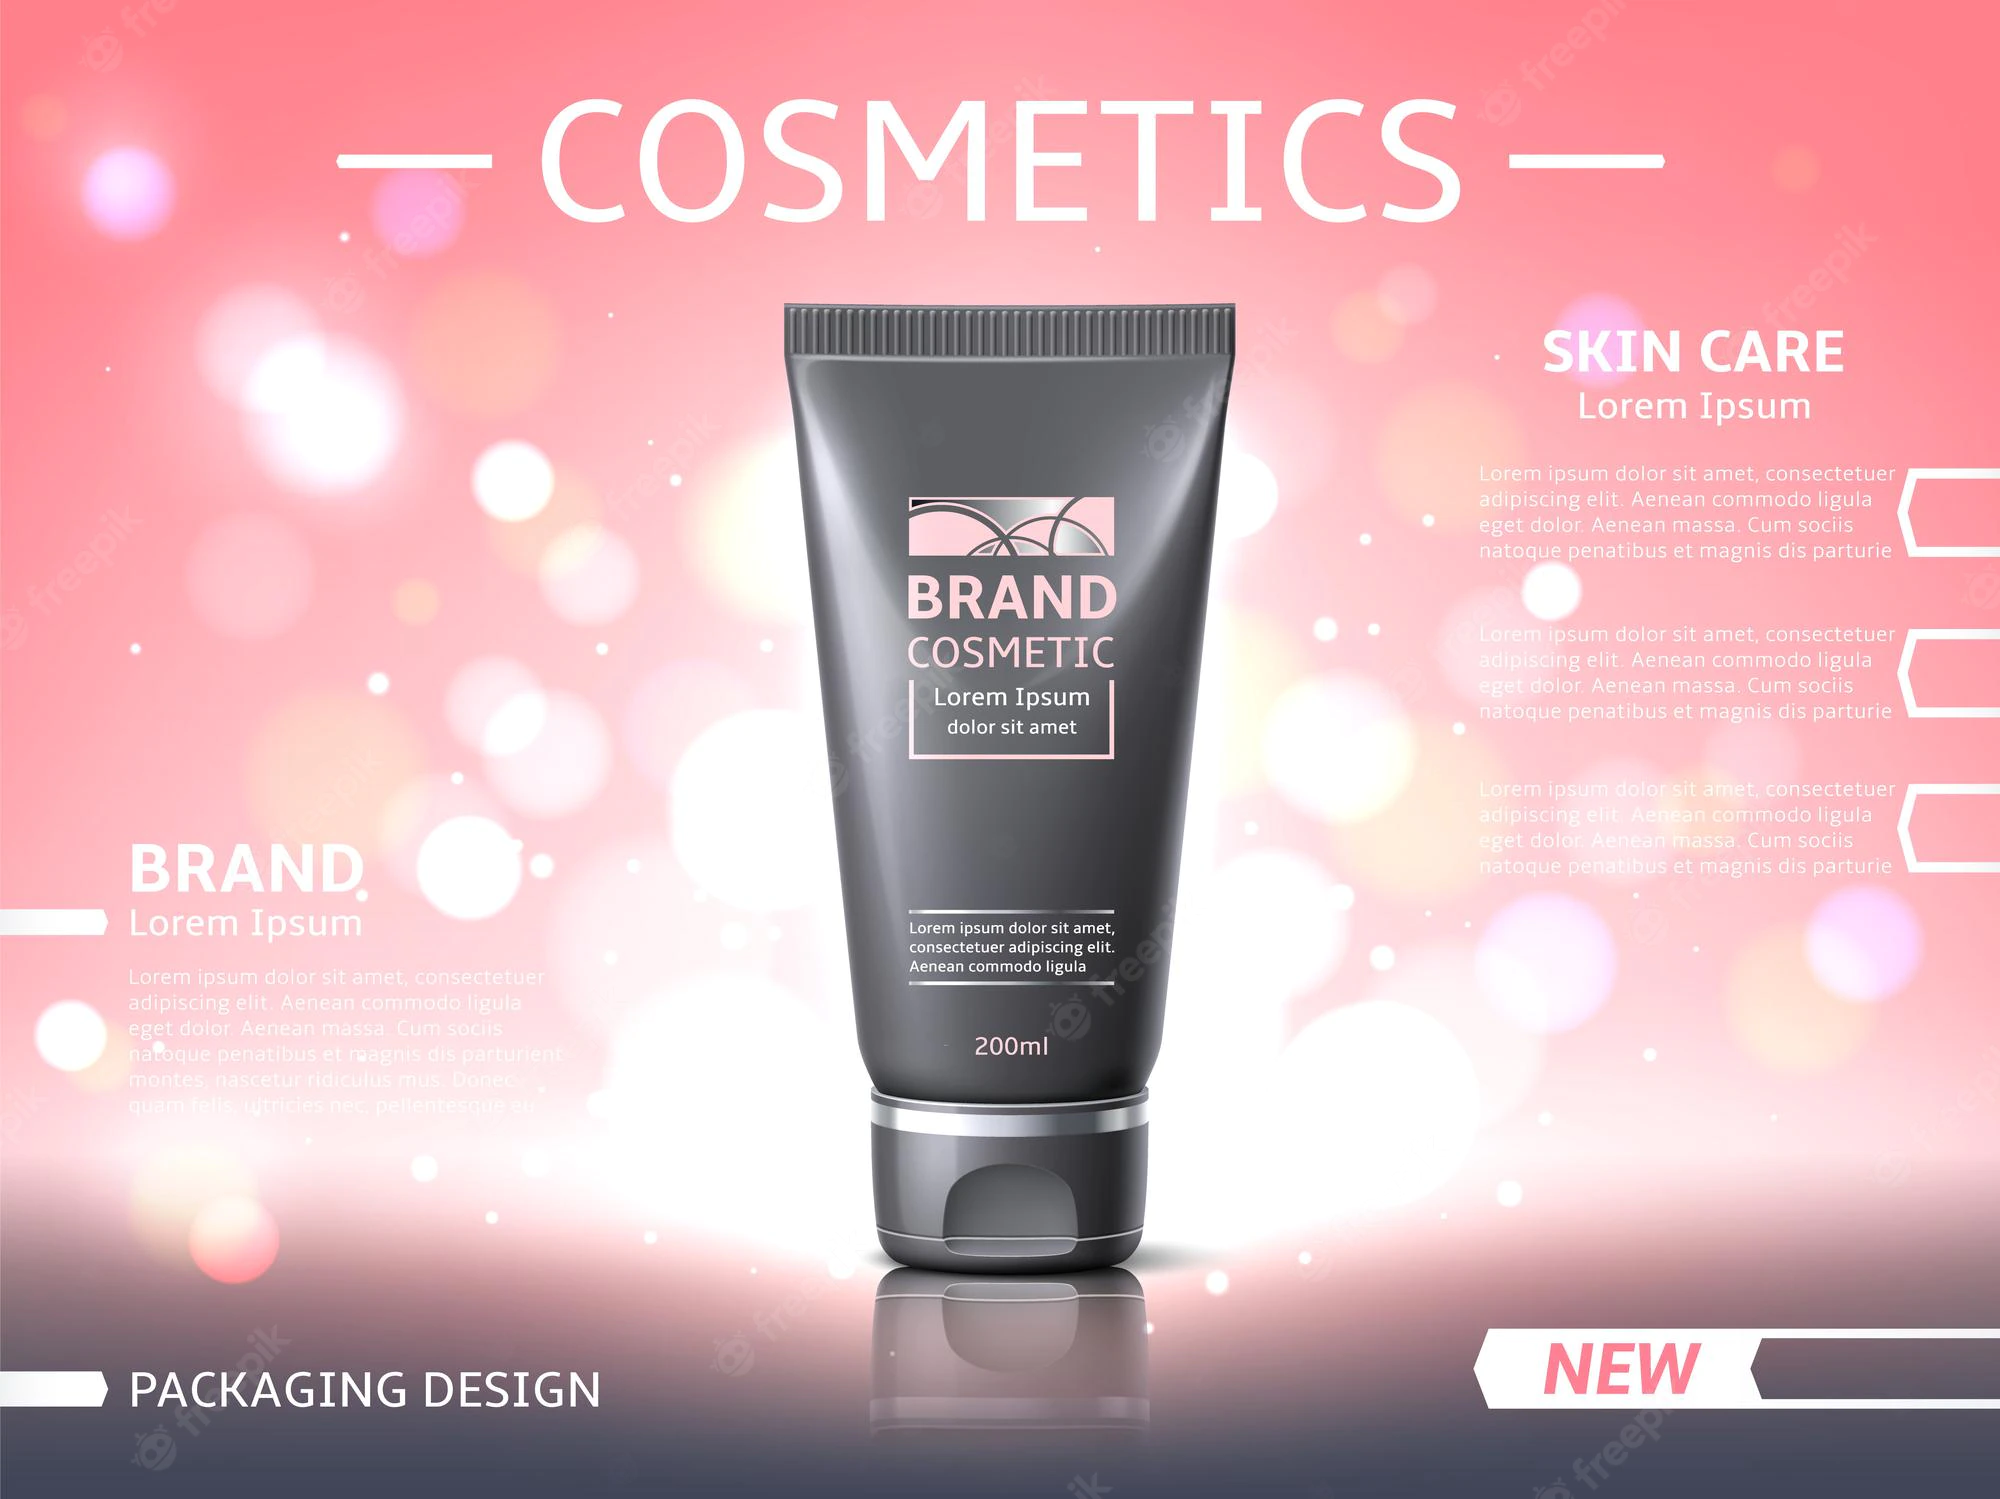 COSMETICS
SKIN CARE
Lorem Ipsum
Lorem ipsum dolor sit amet, consectetuer
adipiscing elit. Aenean commodo ligula
eget dolor. Aenean massa. Cum sociis
natoque penatibus et magnis dis parturie
Lorem ipsum dolor sit amet, consectetuer
adipiscing elit. Aenean commodo ligula
eget dolor. Aenean massa. Cum sociis
natoque penatibus et magnis dis parturie
Lorem ipsum dolor sit amet, consectetuer
adipiscing elit. Aenean commodo ligula
eget dolor. Aenean massa. Cum sociis
natoque penatibus et magnis dis parturie
BRAND
COSMETIC
Lorem Ipsum
dolor sit amet
Lorem ipsum dolor sit amet,
consectetuer adipiscing elit.
Aenean commodo ligula
200ml
BRAND
Lorem Ipsum
Lorem ipsum dolor sit amet, consectetuer
adipiscing elit. Aenean commodo ligula
eget dolor. Aenean massa. Cum sociis
natoque penatibus et magnis dis parturient
montes, nascetur ridiculus mus. Donec
quam felis, ultricies nec, pellentesque eu
PACKAGING DESIGN
NEW
freepik